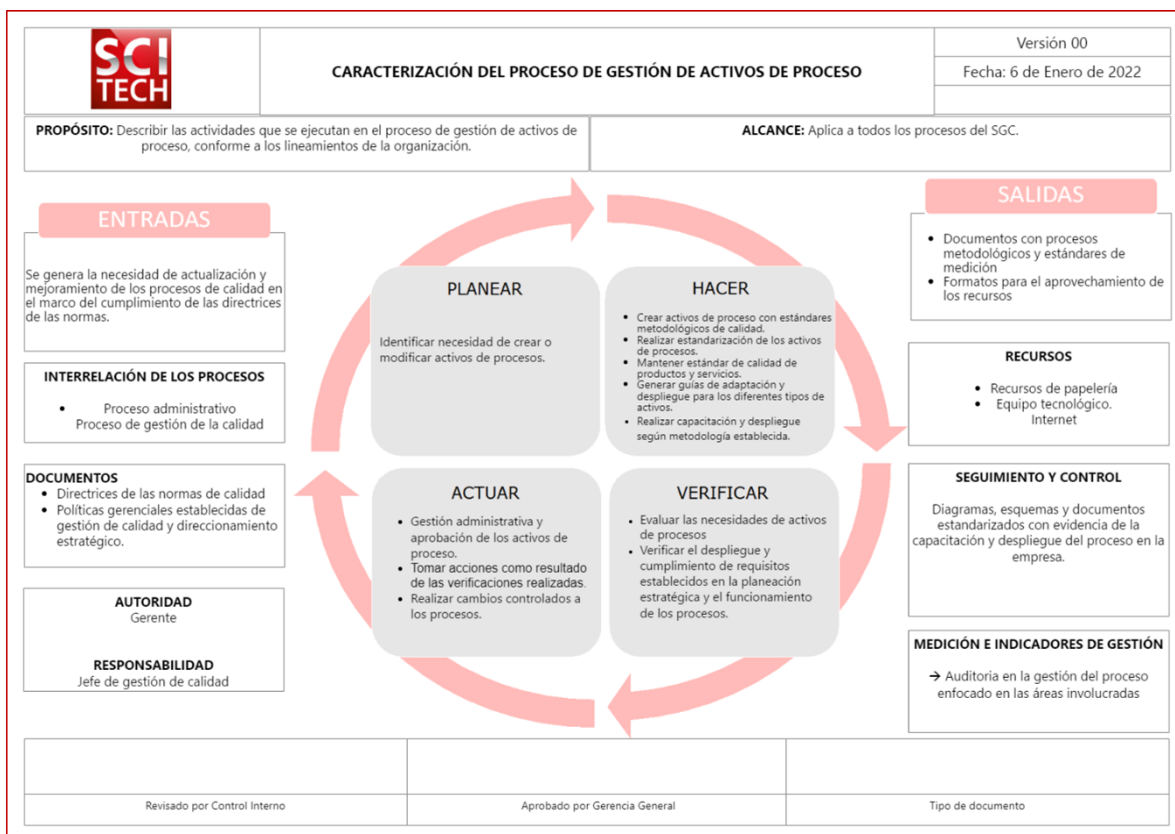 SCI
TECH
CARACTERIZACIÓN DEL PROCESO DE GESTIÓN DE ACTIVOS DE PROCESO
Versión 00
Fecha: 6 de Enero de 2022
PROPÓSITO: Describir las actividades que se ejecutan en el proceso de gestión de activos de
proceso, conforme a los lineamientos de la organización.
ALCANCE: Aplica a todos los procesos del SGC.
ENTRADAS
Se genera la necesidad de actualización y
mejoramiento de los procesos de calidad en
el marco del cumplimiento de las directrices
de las normas.
INTERRELACIÓN DE LOS PROCESOS
• Proceso administrativo
Proceso de gestión de la calidad
DOCUMENTOS
• Directrices de las normas de calidad
• Políticas gerenciales establecidas de
gestión de calidad y direccionamiento
estratégico.
AUTORIDAD
Gerente
RESPONSABILIDAD
Jefe de gestión de calidad
PLANEAR
Identificar necesidad de crear o
modificar activos de procesos.
HACER
• Crear activos de proceso con estándares
metodológicos de calidad.
• Realizar estandarización de los activos
de procesos.
• Mantener estándar de calidad de
productos y servicios.
• Generar guías de adaptación y
despliegue para los diferentes tipos de
activos.
• Realizar capacitación y despliegue
según metodología establecida.
ACTUAR
• Gestión administrativa y
aprobación de los activos de
proceso.
• Tomar acciones como resultado
de las verificaciones realizadas.
• Realizar cambios controlados a
los procesos.
VERIFICAR
• Evaluar las necesidades de activos
de procesos
• Verificar el despliegue y
cumplimiento de requisitos
establecidos en la planeación
estratégica y el funcionamiento
de los procesos.
SALIDAS
• Documentos con procesos
metodológicos y estándares de
medición
• Formatos para el aprovechamiento de
los recursos
RECURSOS
• Recursos de papelería
• Equipo tecnológico.
Internet
SEGUIMIENTO Y CONTROL
Diagramas, esquemas y documentos
estandarizados con evidencia de la
capacitación y despliegue del proceso en la
empresa.
MEDICIÓN E INDICADORES DE GESTIÓN
→ Auditoria en la gestión del proceso
enfocado en las áreas involucradas
Revisado por Control Interno
Aprobado por Gerencia General
Tipo de documento